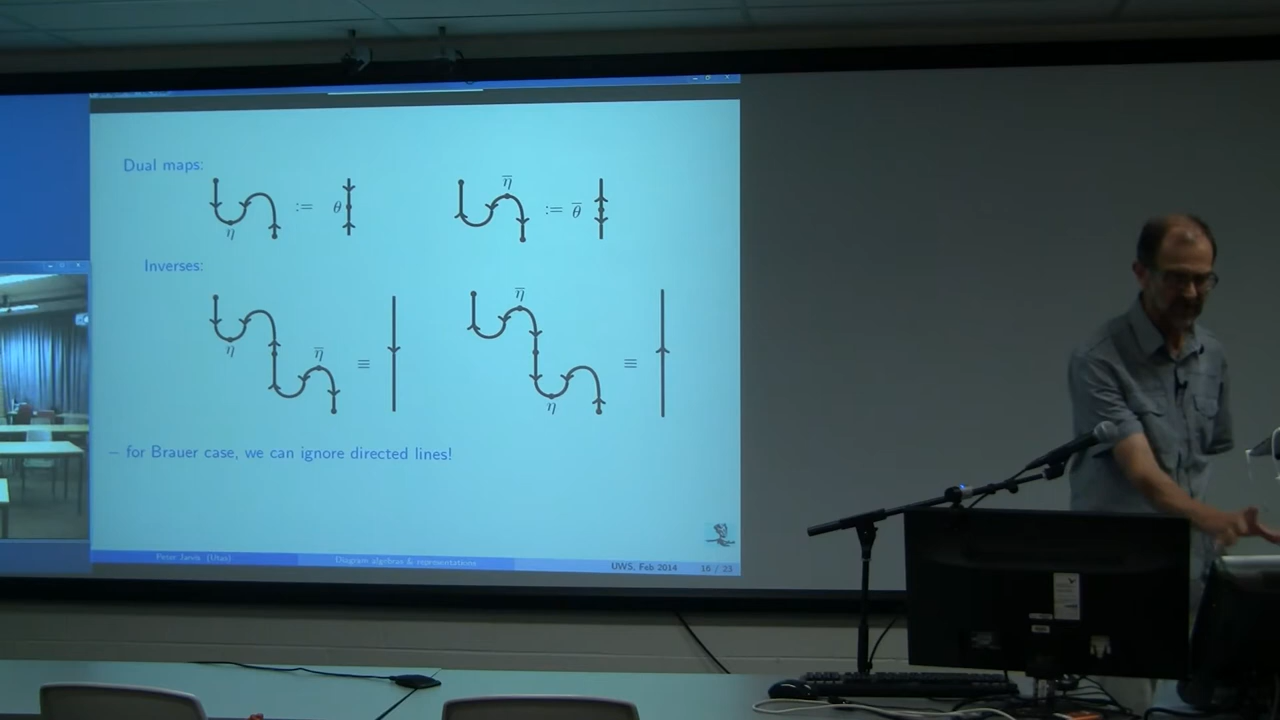 Dual maps:
η := θ
η̅ := θ̅
Inverses:
η η̅ ≡
η̅ η ≡
– for Brauer case, we can ignore directed lines!
Peter Jarvis (Utas) Diagram algebras & representations UWS, Feb 2014 16 / 23